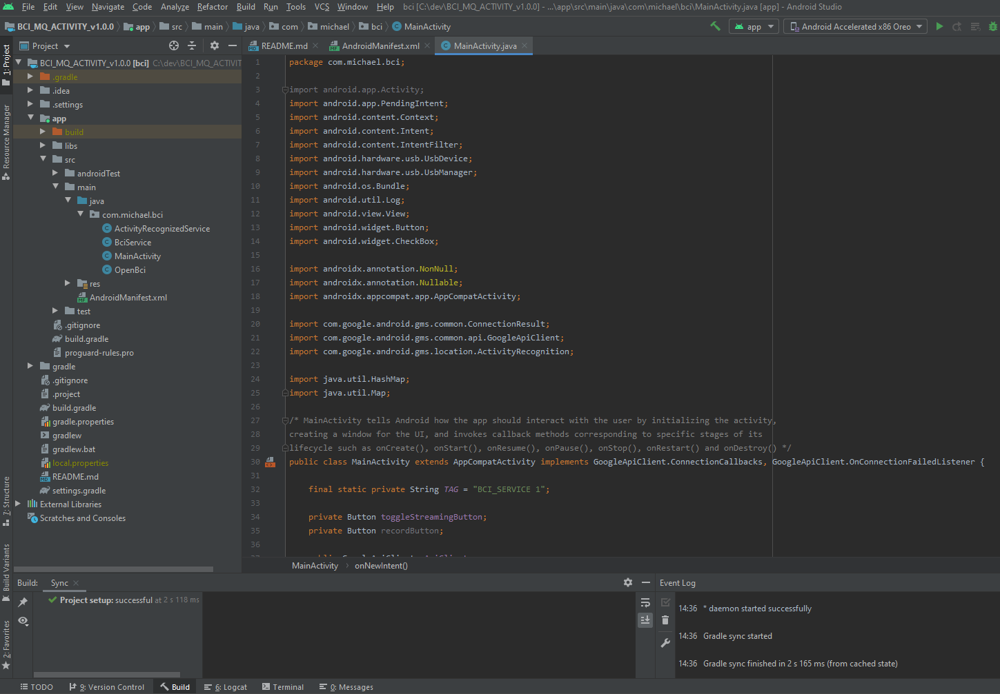 File Edit View Navigate Code Analyze Refactor Build Run Tools VCS Window Help bci [C:\dev\BCI_MQ_ACTIVITY_v1.0.0] - ...\app\src\main\java\com\michael\bci\MainActivity.java [app] - Android Studio
BCI_MQ_ACTIVITY_v1.0.0 app src main java com michael bci MainActivity app Android Accelerated x86 Oreo
Project README.md AndroidManifest.xml MainActivity.java
1: Project
Resource Manager
7: Structure
Build Variants
2: Favorites
BCI_MQ_ACTIVITY_v1.0.0 [bci] C:\dev\BCI_MQ_ACTIVIT
.gradle
.idea
.settings
app
build
libs
src
androidTest
main
java
com.michael.bci
ActivityRecognizedService
BciService
MainActivity
OpenBci
res
AndroidManifest.xml
test
.gitignore
build.gradle
proguard-rules.pro
gradle
.gitignore
.project
build.gradle
gradle.properties
gradlew
gradlew.bat
local.properties
README.md
settings.gradle
External Libraries
Scratches and Consoles
1 package com.michael.bci;
2
3 import android.app.Activity;
4 import android.app.PendingIntent;
5 import android.content.Context;
6 import android.content.Intent;
7 import android.content.IntentFilter;
8 import android.hardware.usb.UsbDevice;
9 import android.hardware.usb.UsbManager;
10 import android.os.Bundle;
11 import android.util.Log;
12 import android.view.View;
13 import android.widget.Button;
14 import android.widget.CheckBox;
15
16 import androidx.annotation.NonNull;
17 import androidx.annotation.Nullable;
18 import androidx.appcompat.app.AppCompatActivity;
19
20 import com.google.android.gms.common.ConnectionResult;
21 import com.google.android.gms.common.api.GoogleApiClient;
22 import com.google.android.gms.location.ActivityRecognition;
23
24 import java.util.HashMap;
25 import java.util.Map;
26
27 /* MainActivity tells Android how the app should interact with the user by initializing the activity,
28 creating a window for the UI, and invokes callback methods corresponding to specific stages of its
29 lifecycle such as onCreate(), onStart(), onResume(), onPause(), onStop(), onRestart() and onDestroy() */
30 public class MainActivity extends AppCompatActivity implements GoogleApiClient.ConnectionCallbacks, GoogleApiClient.OnConnectionFailedListener {
31
32 final static private String TAG = "BCI_SERVICE 1";
33
34 private Button toggleStreamingButton;
35 private Button recordButton;
36
MainActivity onNewIntent()
Build: Sync
Project setup: successful at 2 s 118 ms
Event Log
14:36 * daemon started successfully
14:36 Gradle sync started
14:36 Gradle sync finished in 2 s 165 ms (from cached state)
TODO 9: Version Control Build 6: Logcat Terminal 0: Messages